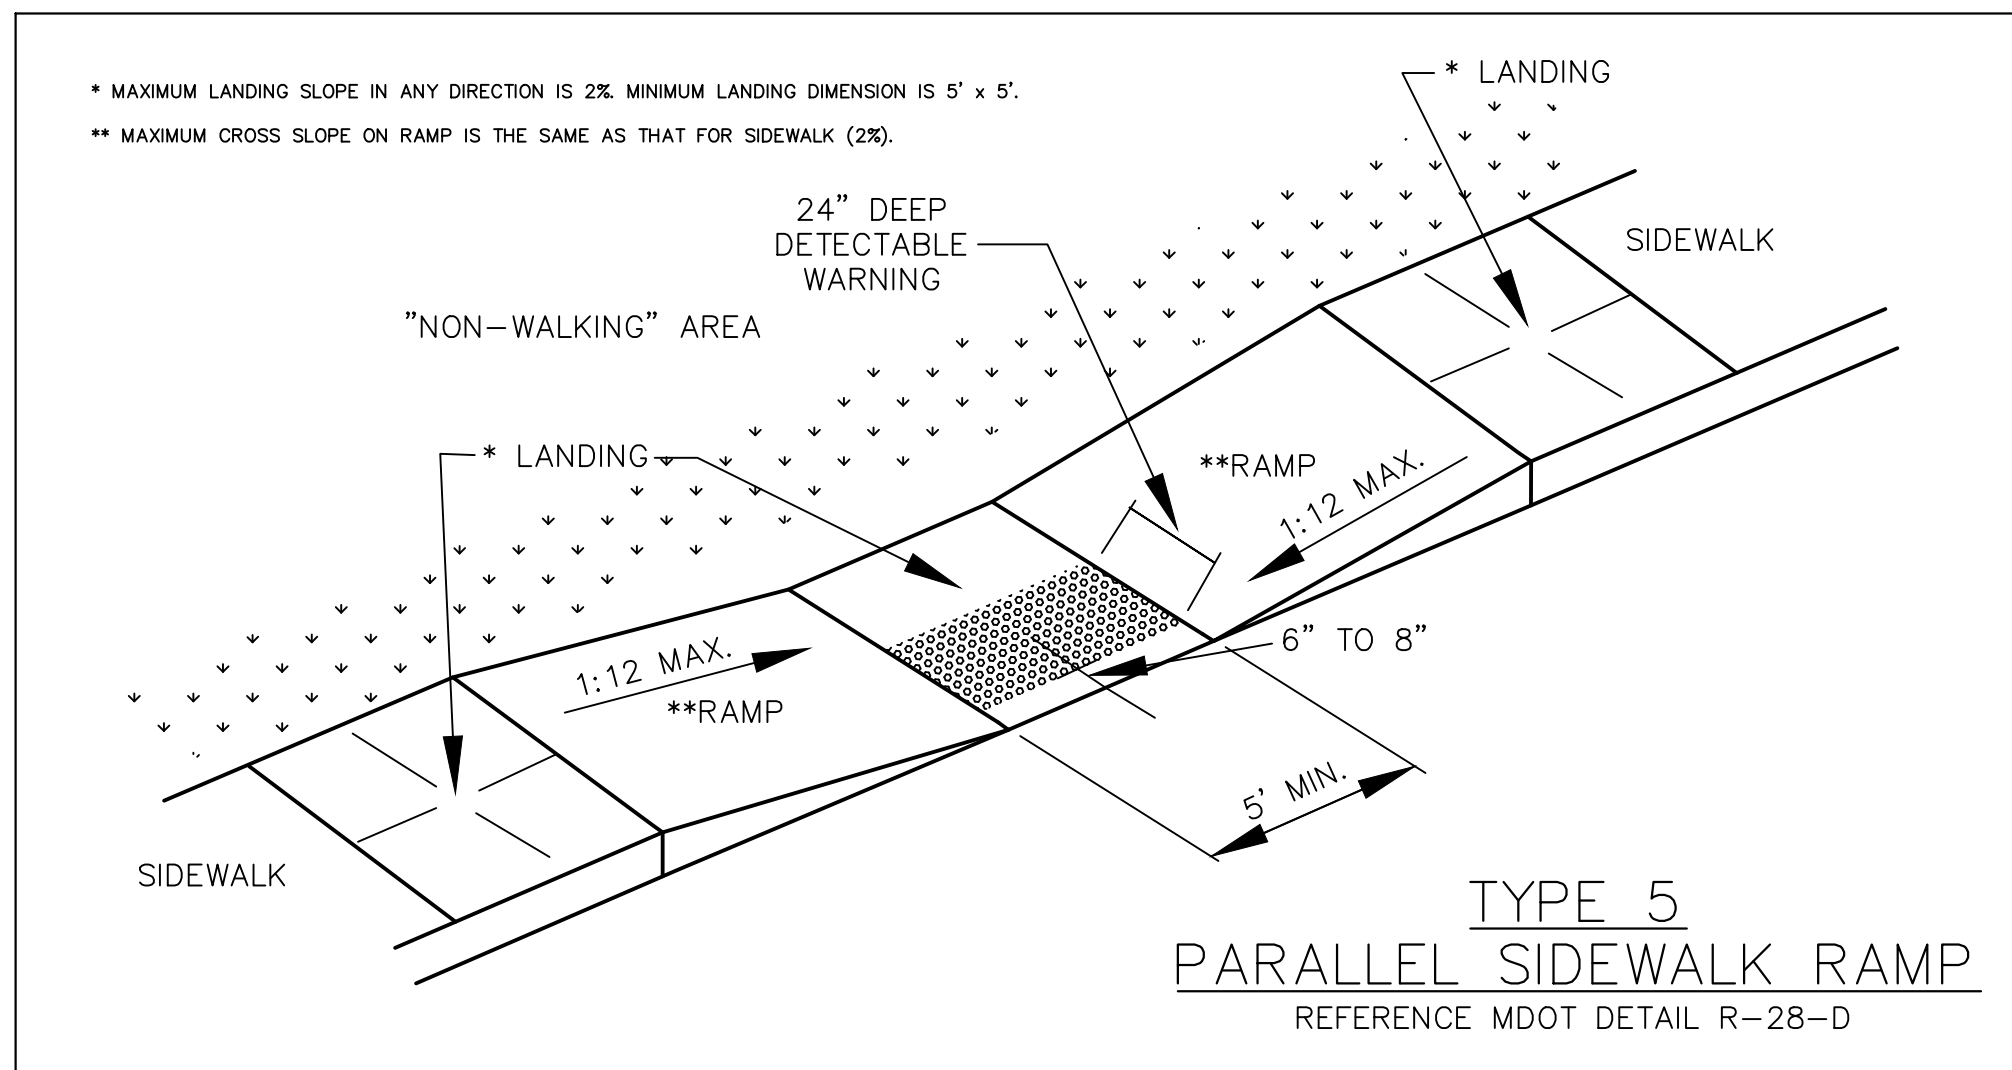 * MAXIMUM LANDING SLOPE IN ANY DIRECTION IS 2%. MINIMUM LANDING DIMENSION IS 5' x 5'.
** MAXIMUM CROSS SLOPE ON RAMP IS THE SAME AS THAT FOR SIDEWALK (2%).
* LANDING
24" DEEP
DETECTABLE
WARNING
SIDEWALK
"NON-WALKING" AREA
* LANDING
**RAMP
1:12 MAX.
6" TO 8"
1:12 MAX.
**RAMP
5' MIN.
SIDEWALK
TYPE 5
PARALLEL SIDEWALK RAMP
REFERENCE MDOT DETAIL R-28-D